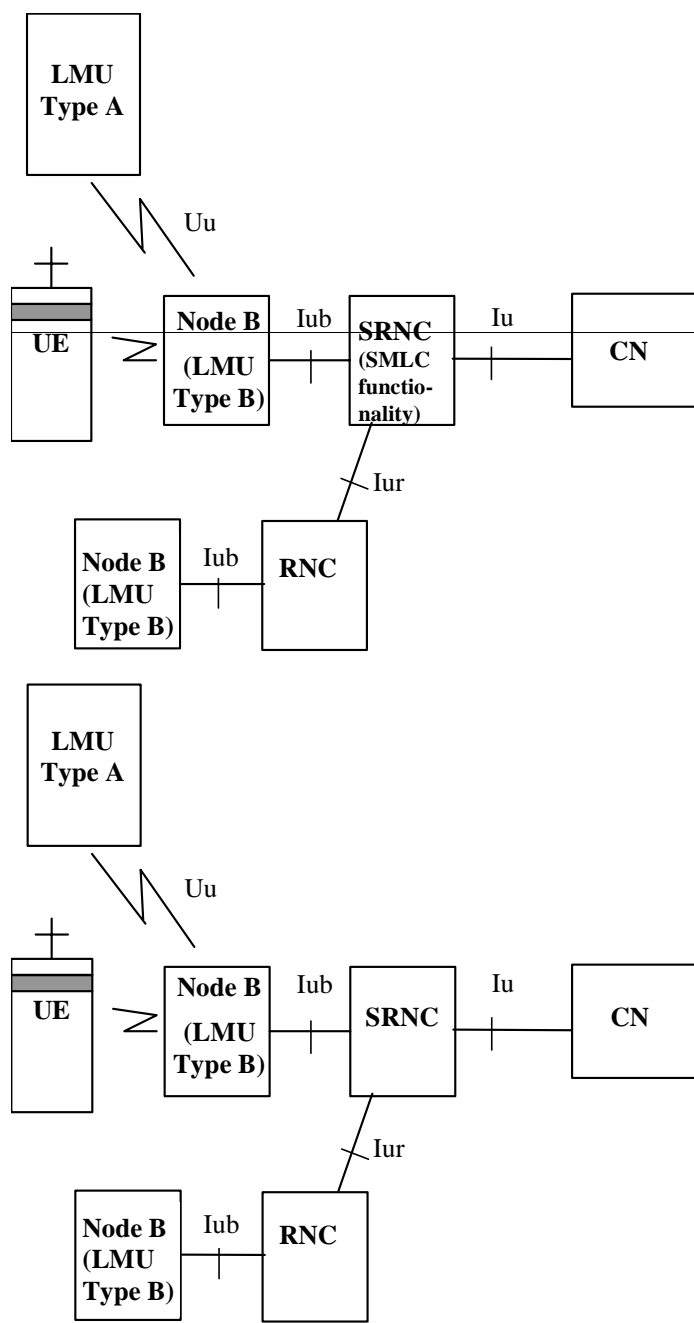 LMU
Type A
Uu
UE
Node B
(LMU
Type B)
Iub
SRNC
(SMLC
functio-
nality)
Iu
CN
Iur
Node B
(LMU
Type B)
Iub
RNC
LMU
Type A
Uu
UE
Node B
(LMU
Type B)
Iub
SRNC
Iu
CN
Iur
Node B
(LMU
Type B)
Iub
RNC